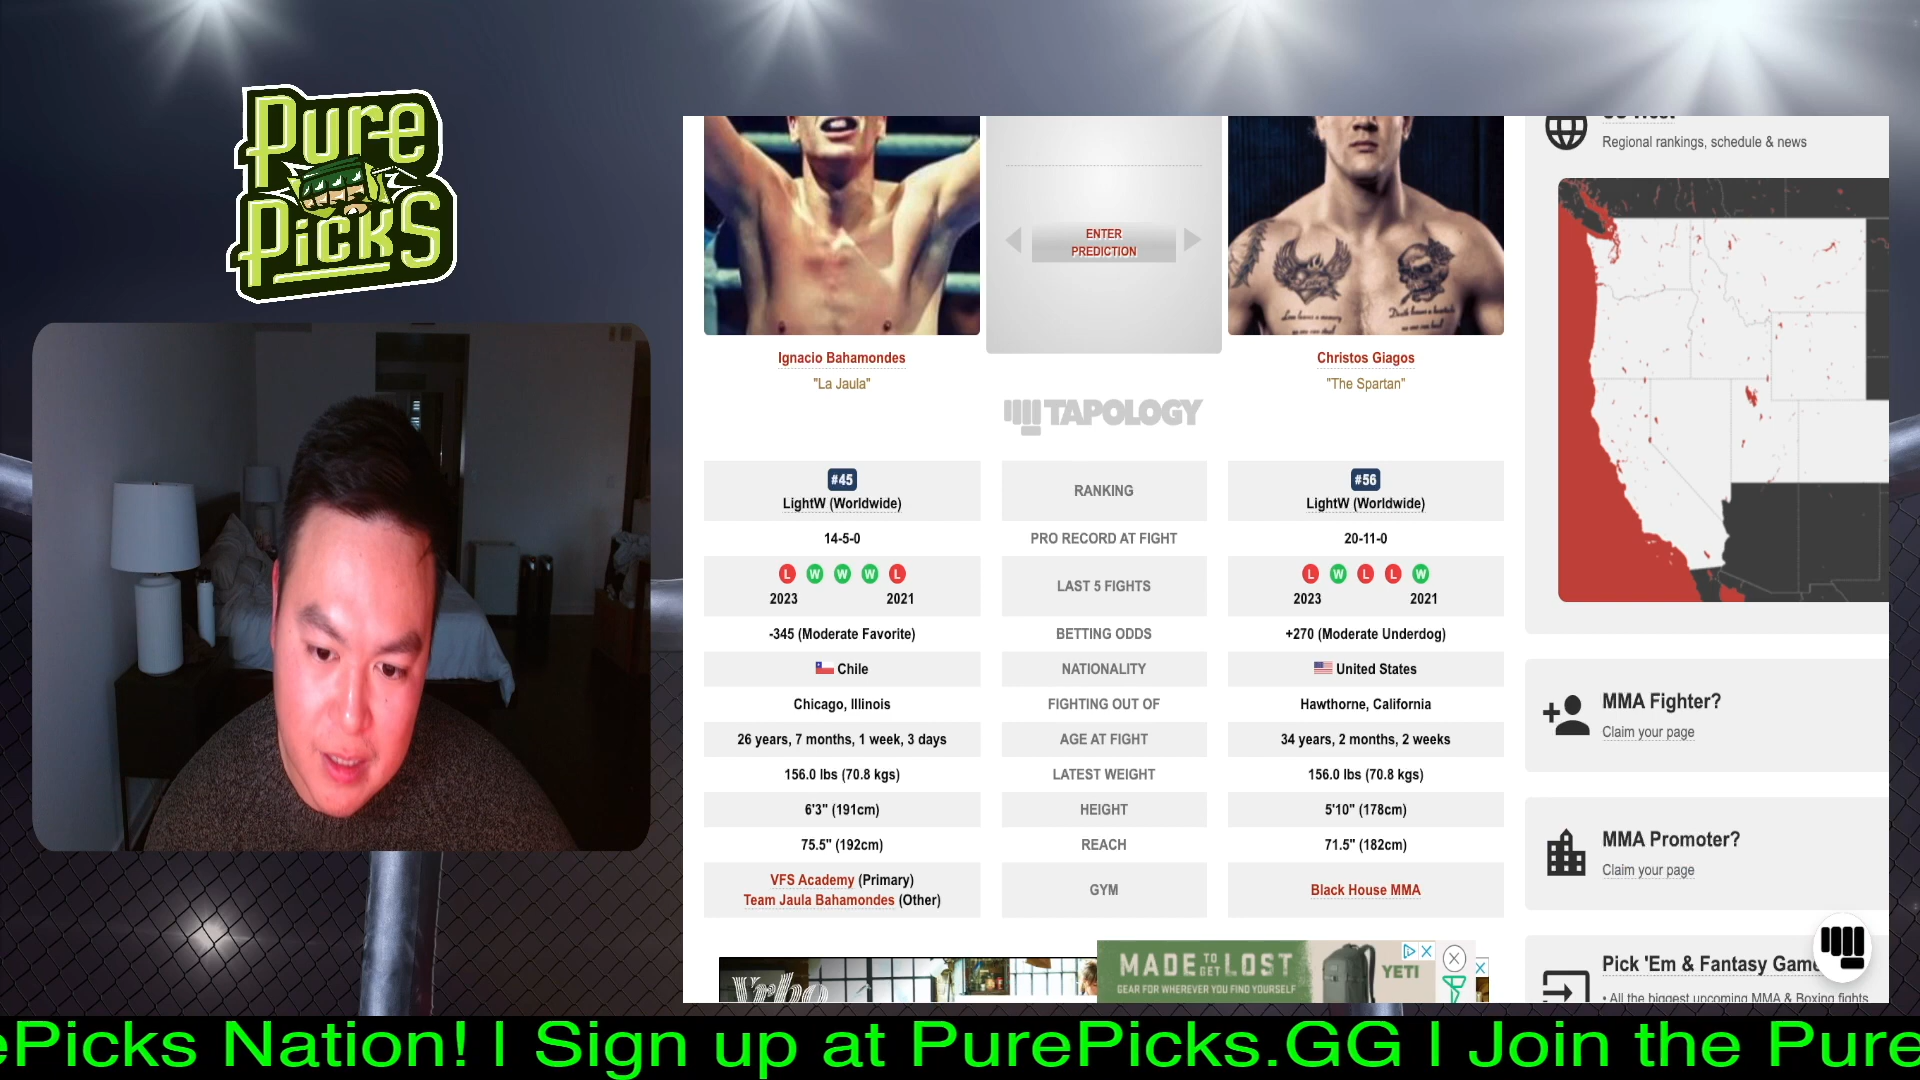 Pure
Picks
Regional rankings, schedule & news
ENTER
PREDICTION
Ignacio Bahamondes
"La Jaula"
Christos Giagos
"The Spartan"
TAPOLOGY
#45
LightW (Worldwide)
RANKING
#56
LightW (Worldwide)
14-5-0
PRO RECORD AT FIGHT
20-11-0
L W W W L
2023 2021
LAST 5 FIGHTS
L W L L W
2023 2021
-345 (Moderate Favorite)
BETTING ODDS
+270 (Moderate Underdog)
Chile
NATIONALITY
United States
Chicago, Illinois
FIGHTING OUT OF
Hawthorne, California
26 years, 7 months, 1 week, 3 days
AGE AT FIGHT
34 years, 2 months, 2 weeks
156.0 lbs (70.8 kgs)
LATEST WEIGHT
156.0 lbs (70.8 kgs)
6'3" (191cm)
HEIGHT
5'10" (178cm)
75.5" (192cm)
REACH
71.5" (182cm)
VFS Academy (Primary)
Team Jaula Bahamondes (Other)
GYM
Black House MMA
MMA Fighter?
Claim your page
MMA Promoter?
Claim your page
Pick 'Em & Fantasy Game
• All the biggest upcoming MMA & Boxing fights
Vrbo
MADE TO GET LOST
GEAR FOR WHEREVER YOU FIND YOURSELF
YETI
ePicks Nation! | Sign up at PurePicks.GG | Join the Pure